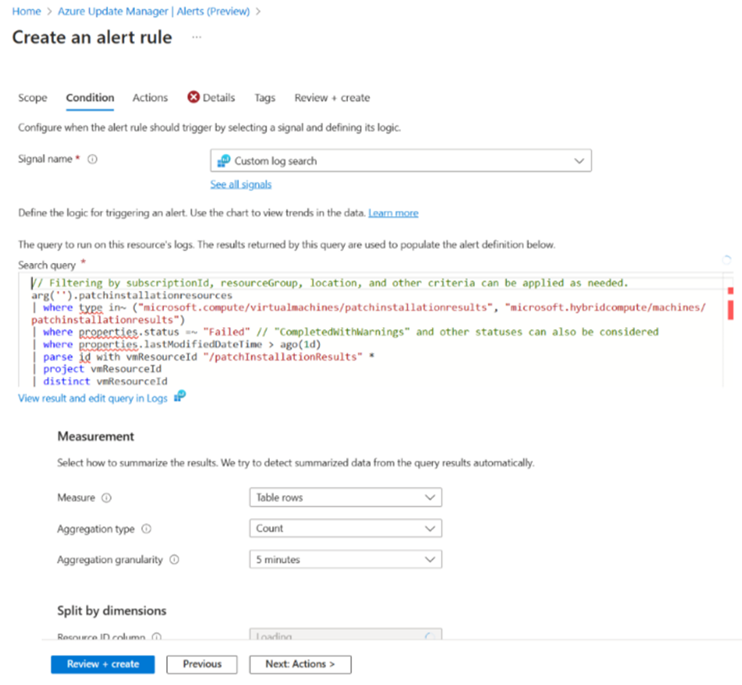 Home > Azure Update Manager | Alerts (Preview) >
Create an alert rule ...
Scope Condition Actions Details Tags Review + create
Configure when the alert rule should trigger by selecting a signal and defining its logic.
Signal name * Custom log search
See all signals
Define the logic for triggering an alert. Use the chart to view trends in the data. Learn more
The query to run on this resource's logs. The results returned by this query are used to populate the alert definition below.
Search query *
// Filtering by subscriptionId, resourceGroup, location, and other criteria can be applied as needed.
arg('').patchinstallationresources
| where type in~ ("microsoft.compute/virtualmachines/patchinstallationresults", "microsoft.hybridcompute/machines/
patchinstallationresults")
| where properties.status =~ "Failed" // "CompletedWithWarnings" and other statuses can also be considered
| where properties.lastModifiedDateTime > ago(1d)
| parse id with vmResourceId "/patchInstallationResults" *
| project vmResourceId
| distinct vmResourceId
View result and edit query in Logs
Measurement
Select how to summarize the results. We try to detect summarized data from the query results automatically.
Measure Table rows
Aggregation type Count
Aggregation granularity 5 minutes
Split by dimensions
Resource ID column Loading
Review + create Previous Next: Actions >